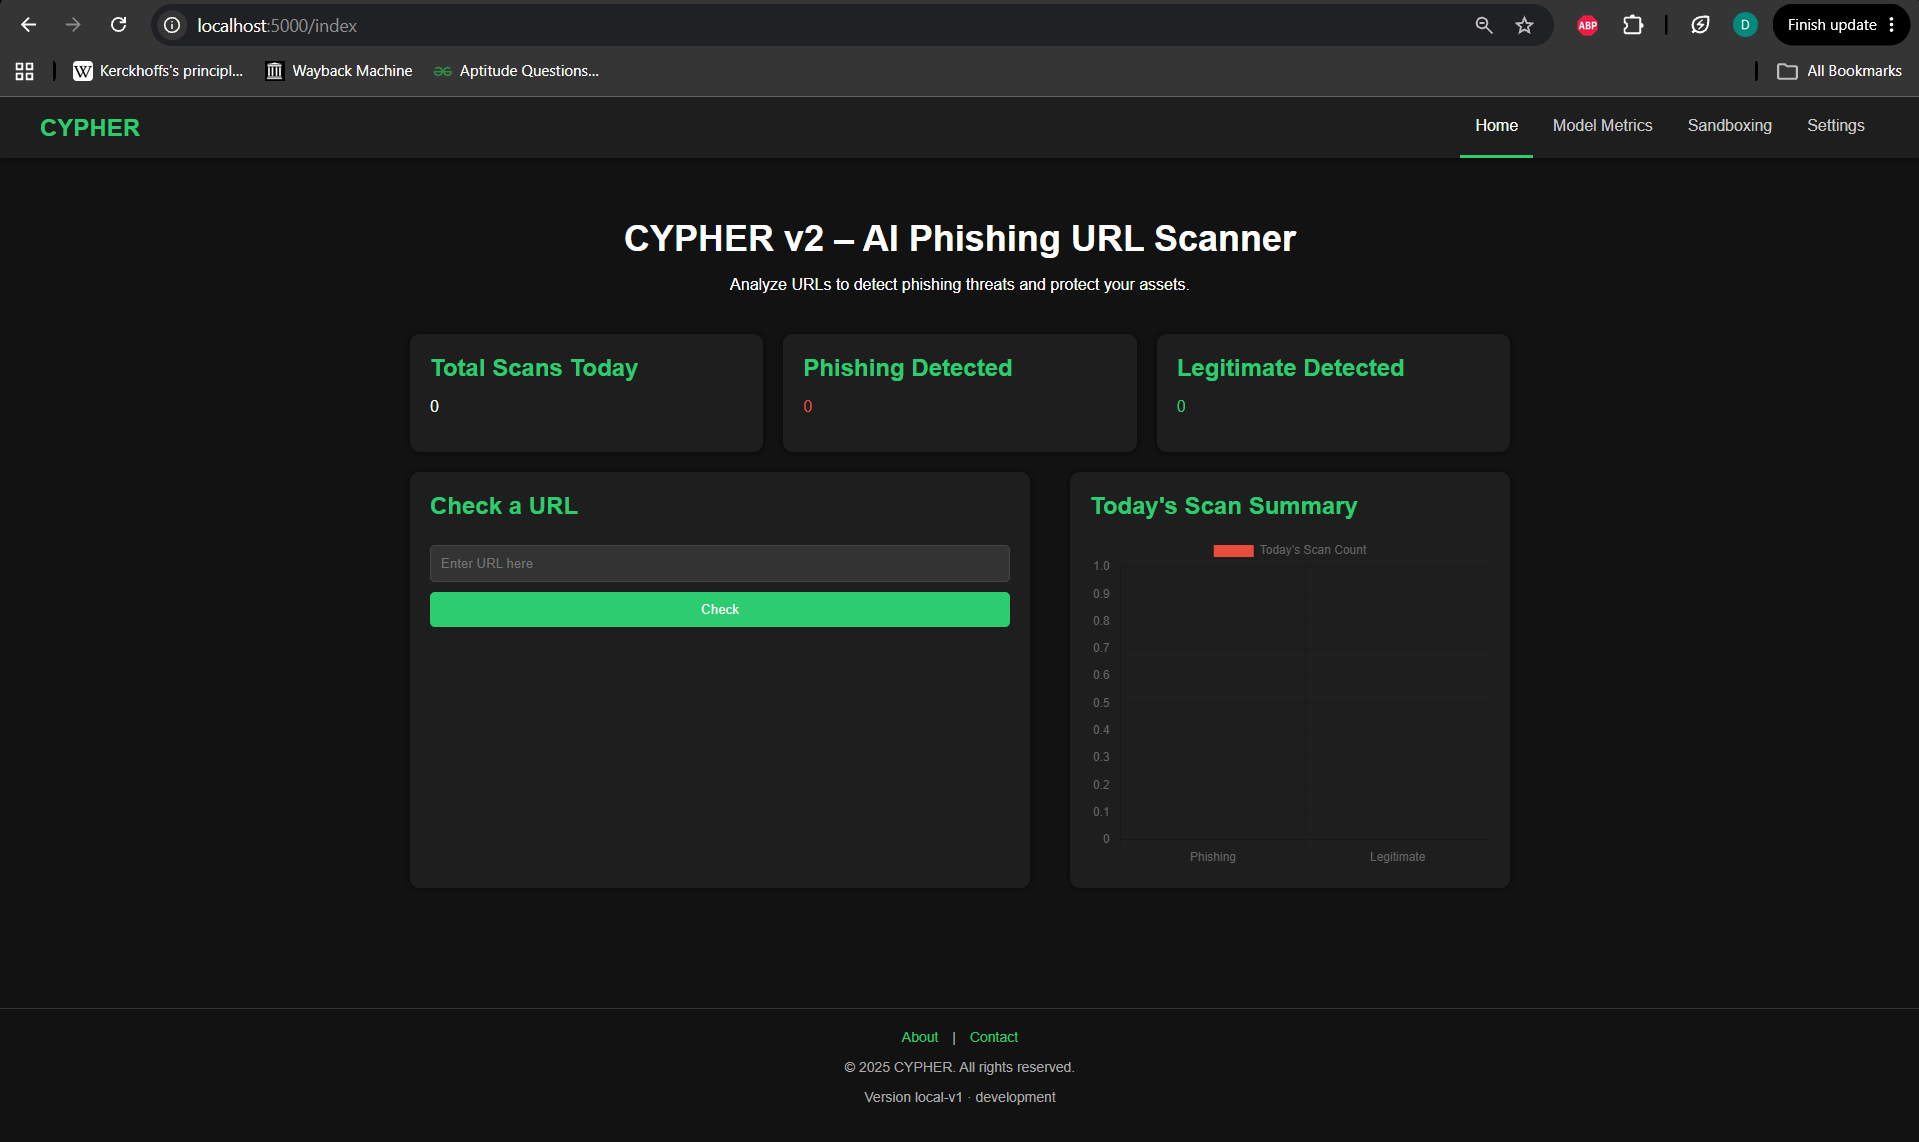 localhost:5000/index
ABP
D
Finish update
W Kerckhoffs's principl...
Wayback Machine
Aptitude Questions...
All Bookmarks
CYPHER
Home
Model Metrics
Sandboxing
Settings
CYPHER v2 – AI Phishing URL Scanner
Analyze URLs to detect phishing threats and protect your assets.
Total Scans Today
0
Phishing Detected
0
Legitimate Detected
0
Check a URL
Enter URL here
Check
Today's Scan Summary
Today's Scan Count
1.0
0.9
0.8
0.7
0.6
0.5
0.4
0.3
0.2
0.1
0
Phishing
Legitimate
About | Contact
© 2025 CYPHER. All rights reserved.
Version local-v1 · development